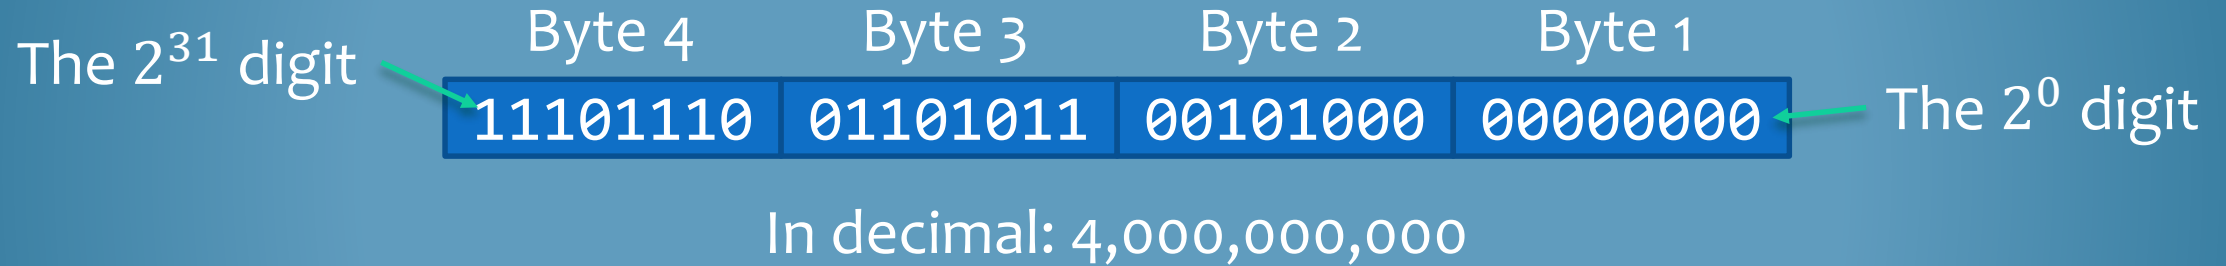 Byte 4 Byte 3 Byte 2 Byte 1
The 2³¹ digit
11101110 01101011 00101000 00000000
The 2⁰ digit
In decimal: 4,000,000,000